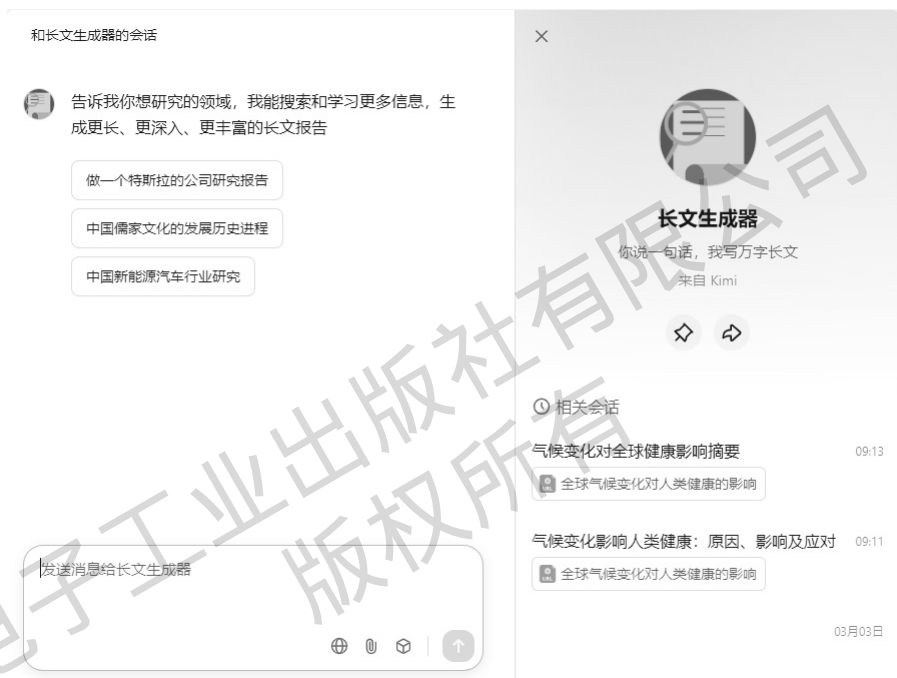 和长文生成器的会话
告诉我你想研究的领域，我能搜索和学习更多信息，生
成更长、更深入、更丰富的长文报告
做一个特斯拉的公司研究报告
中国儒家文化的发展历史进程
中国新能源汽车行业研究
发送消息给长文生成器
长文生成器
你说一句话，我写万字长文
来自 Kimi
相关会话
气候变化对全球健康影响摘要 09:13
URL 全球气候变化对人类健康的影响
气候变化影响人类健康：原因、影响及应对 09:11
URL 全球气候变化对人类健康的影响
03月03日
电子工业出版社有限公司
版权所有